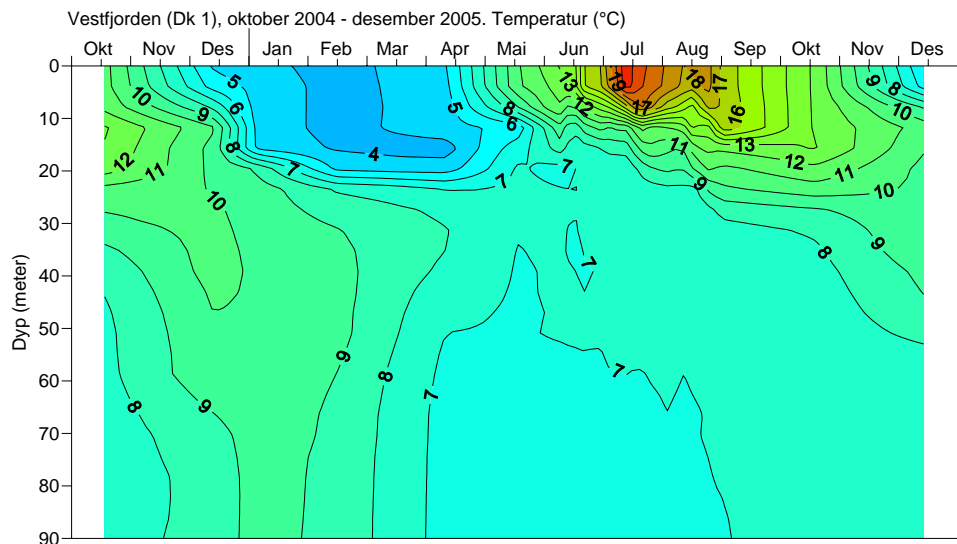 Vestfjorden (Dk 1), oktober 2004 - desember 2005. Temperatur (°C)
Okt Nov Des Jan Feb Mar Apr Mai Jun Jul Aug Sep Okt Nov Des
0 5 5 13 19 18 17 9 8
10 10 9 6 8 12 17 16 10
8 6
12 11 7 4 7 7 11 13 12 11
20 10 9 10
30 7 8 9
40
Dyp (meter)
50
9 7
60 8 7
8 9
70
80
90